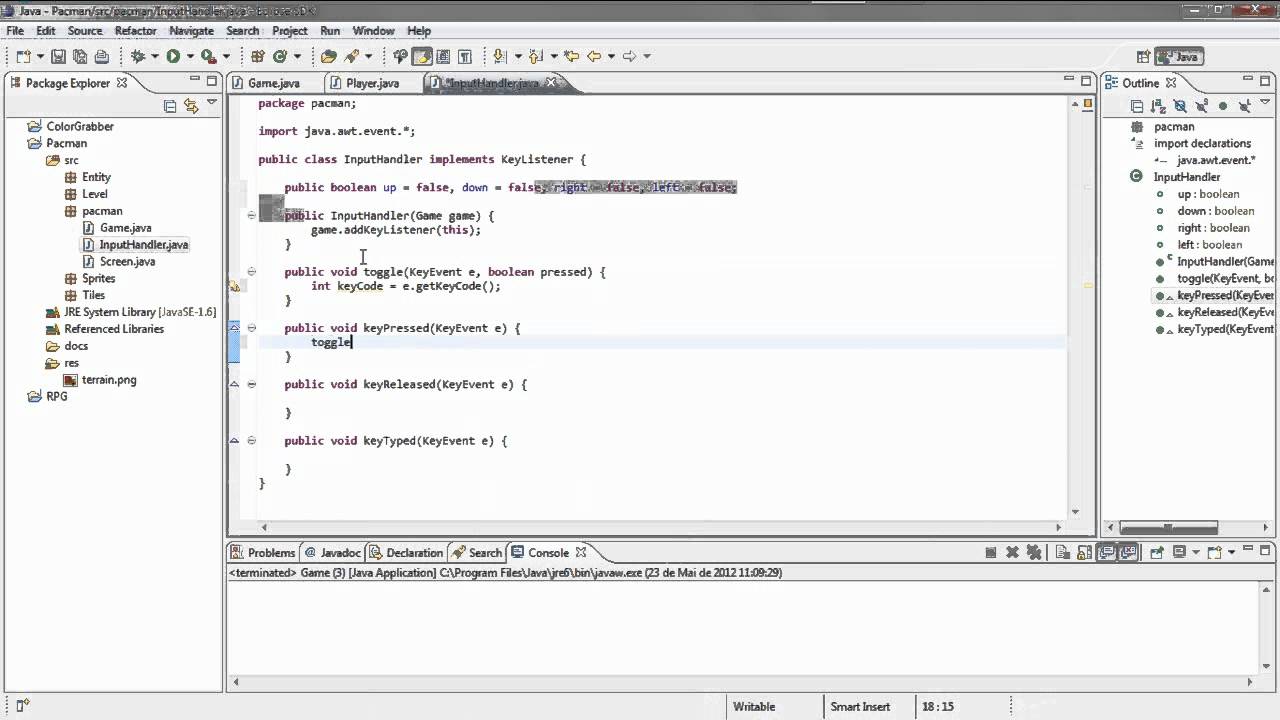 Java - Pacman/src/pacman/InputHandler.java -
File Edit Source Refactor Navigate Search Project Run Window Help
Java
Package Explorer
ColorGrabber
Pacman
src
Entity
Level
pacman
Game.java
InputHandler.java
Screen.java
Sprites
Tiles
JRE System Library [JavaSE-1.6]
Referenced Libraries
docs
res
terrain.png
RPG
Game.java Player.java *InputHandler.java
package pacman;
import java.awt.event.*;
public class InputHandler implements KeyListener {
public boolean up = false, down = false, right = false, left = false;
public InputHandler(Game game) {
game.addKeyListener(this);
}
public void toggle(KeyEvent e, boolean pressed) {
int keyCode = e.getKeyCode();
}
public void keyPressed(KeyEvent e) {
toggle
}
public void keyReleased(KeyEvent e) {
}
public void keyTyped(KeyEvent e) {
}
}
Outline
pacman
import declarations
java.awt.event.*
InputHandler
up : boolean
down : boolean
right : boolean
left : boolean
InputHandler(Game
toggle(KeyEvent, bo
keyPressed(KeyEver
keyReleased(KeyEve
keyTyped(KeyEvent
Problems @ Javadoc Declaration Search Console
<terminated> Game (3) [Java Application] C:\Program Files\Java\jre6\bin\javaw.exe (23 de Mai de 2012 11:09:29)
Writable Smart Insert 18 : 15